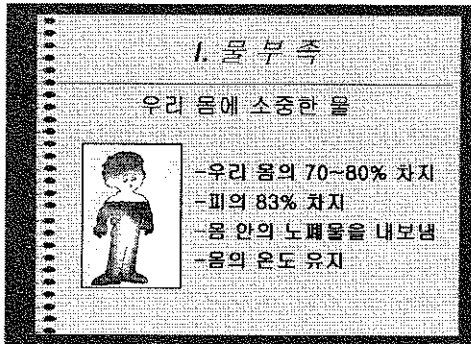 1. 물 부 족
우리 몸에 소중한 물
-우리 몸의 70~80% 차지
-피의 83% 차지
-몸 안의 노폐물을 내보냄
-몸의 온도 유지